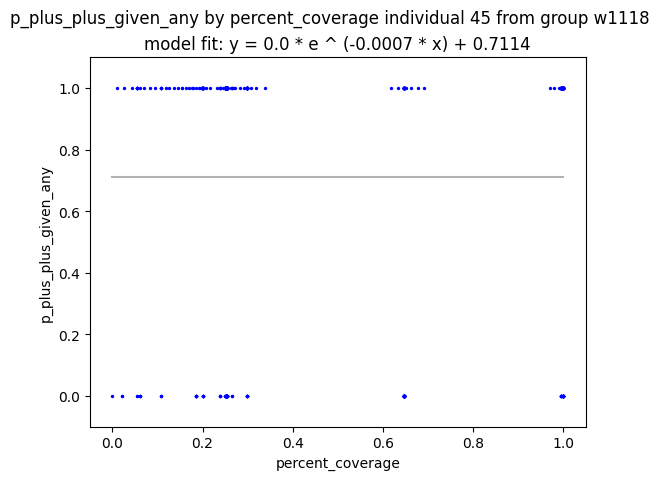 p_plus_plus_given_any by percent_coverage individual 45 from group w1118
model fit: y = 0.0 * e ^ (-0.0007 * x) + 0.7114
1.0
0.8
0.6
0.4
0.2
0.0
p_plus_plus_given_any
0.0 0.2 0.4 0.6 0.8 1.0
percent_coverage